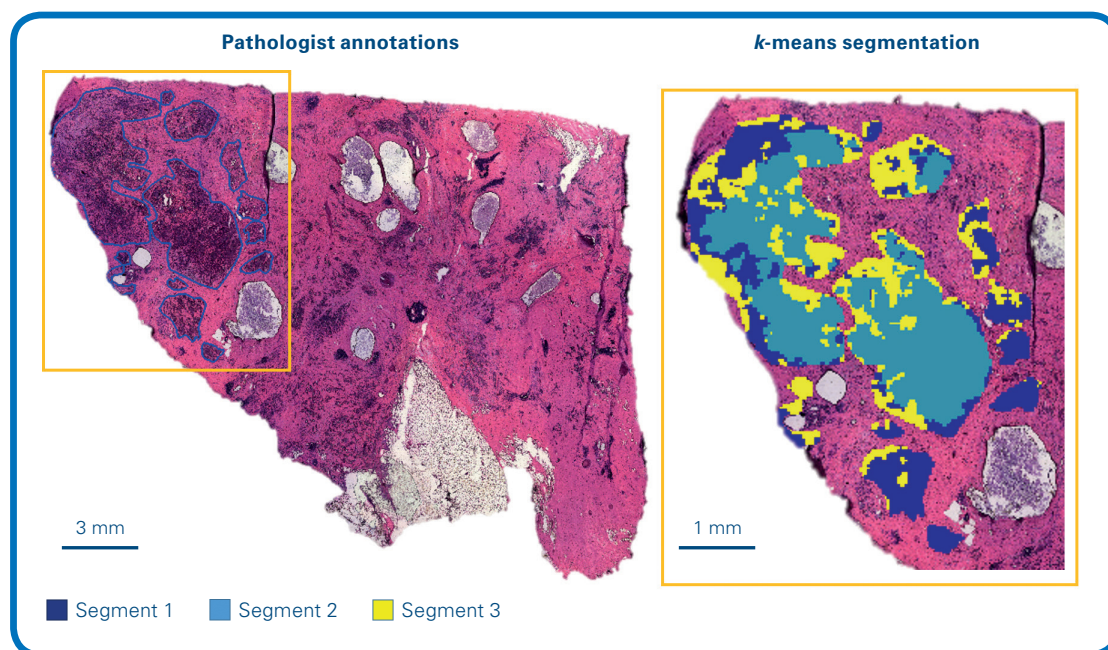 Pathologist annotations
k-means segmentation
3 mm
1 mm
Segment 1
Segment 2
Segment 3